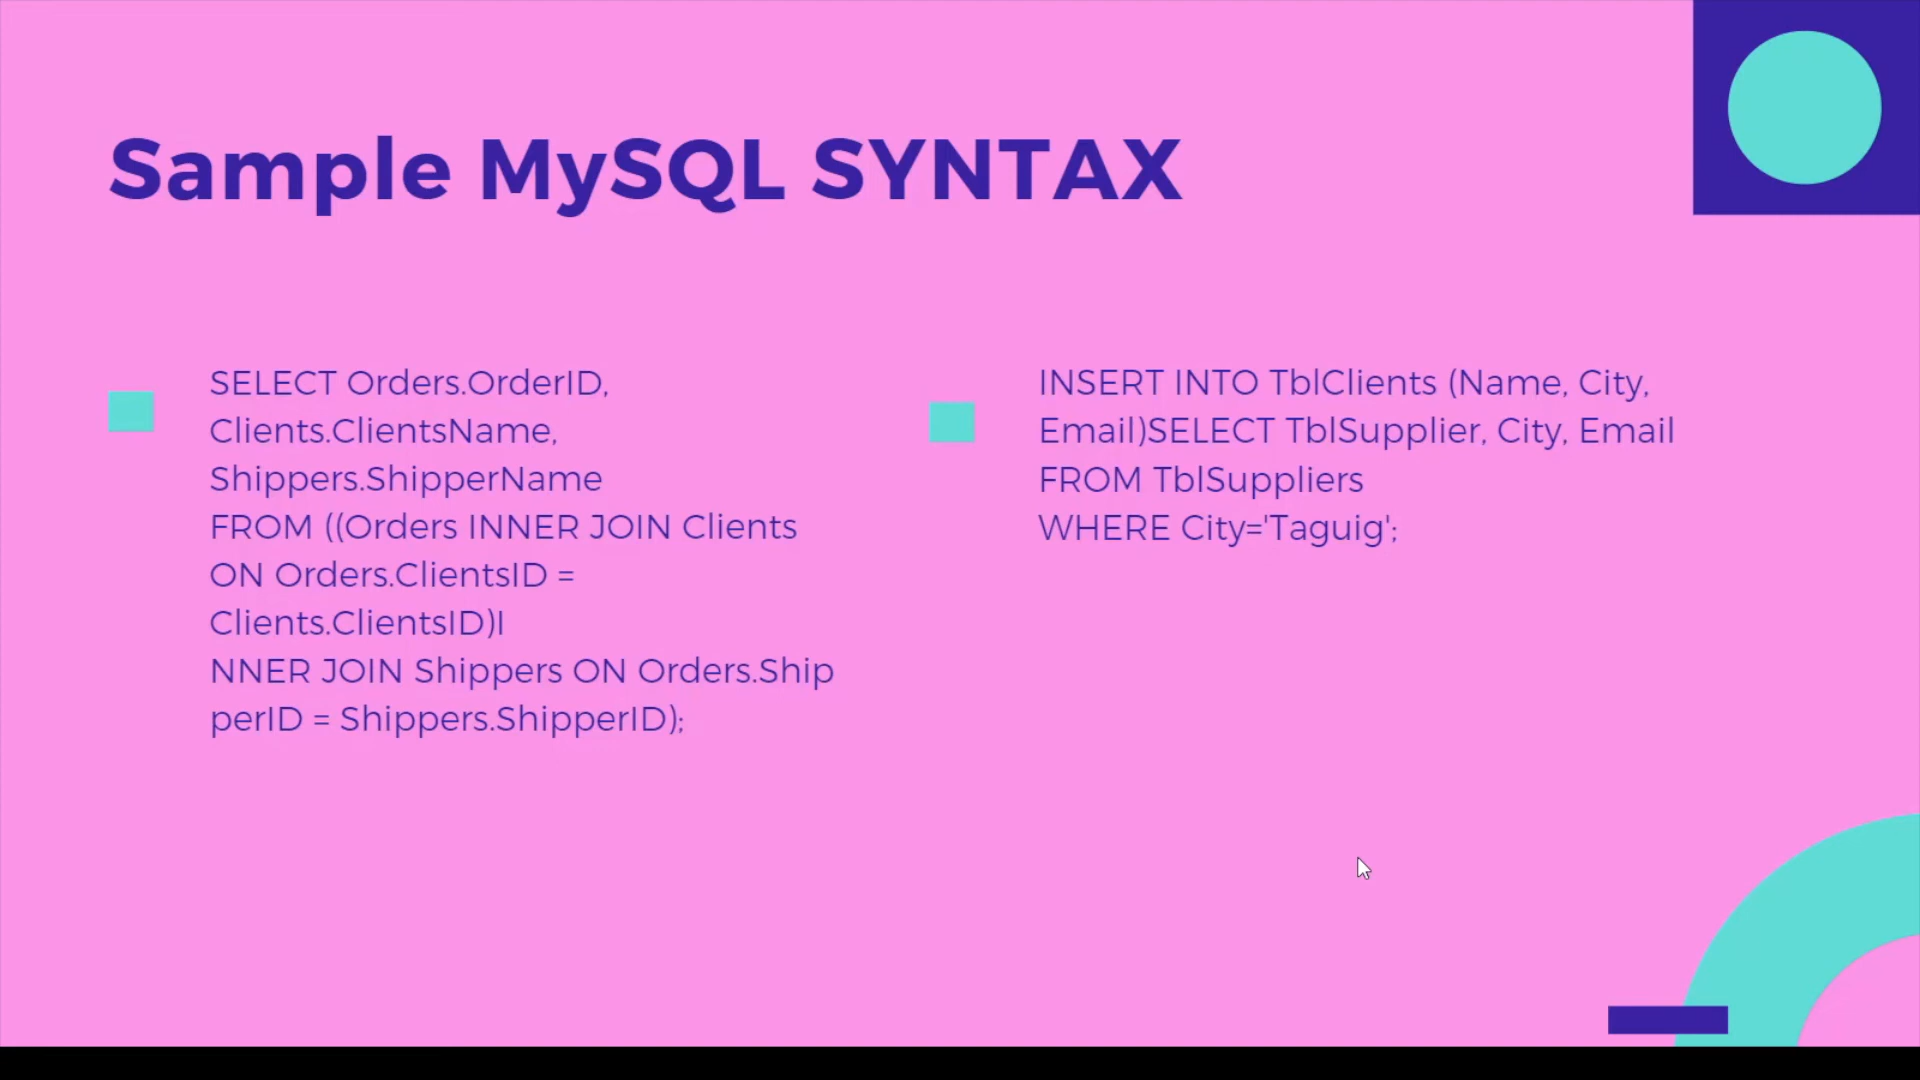 Sample MySQL SYNTAX
SELECT Orders.OrderID,
Clients.ClientsName,
Shippers.ShipperName
FROM ((Orders INNER JOIN Clients
ON Orders.ClientsID =
Clients.ClientsID)I
NNER JOIN Shippers ON Orders.Ship
perID = Shippers.ShipperID);
INSERT INTO TblClients (Name, City,
Email)SELECT TblSupplier, City, Email
FROM TblSuppliers
WHERE City='Taguig';